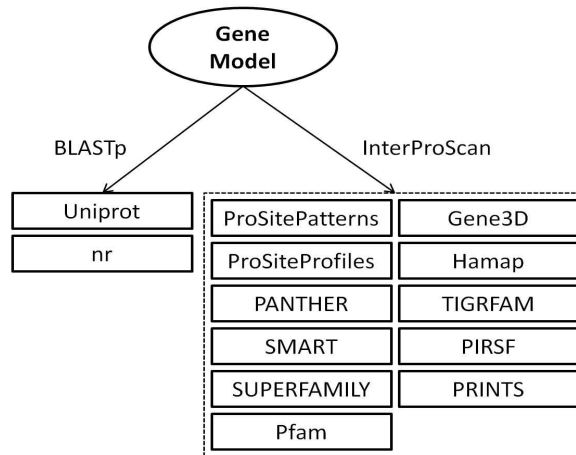 Gene
Model
BLASTp
InterProScan
Uniprot
nr
ProSitePatterns
Gene3D
ProSiteProfiles
Hamap
PANTHER
TIGRFAM
SMART
PIRSF
SUPERFAMILY
PRINTS
Pfam